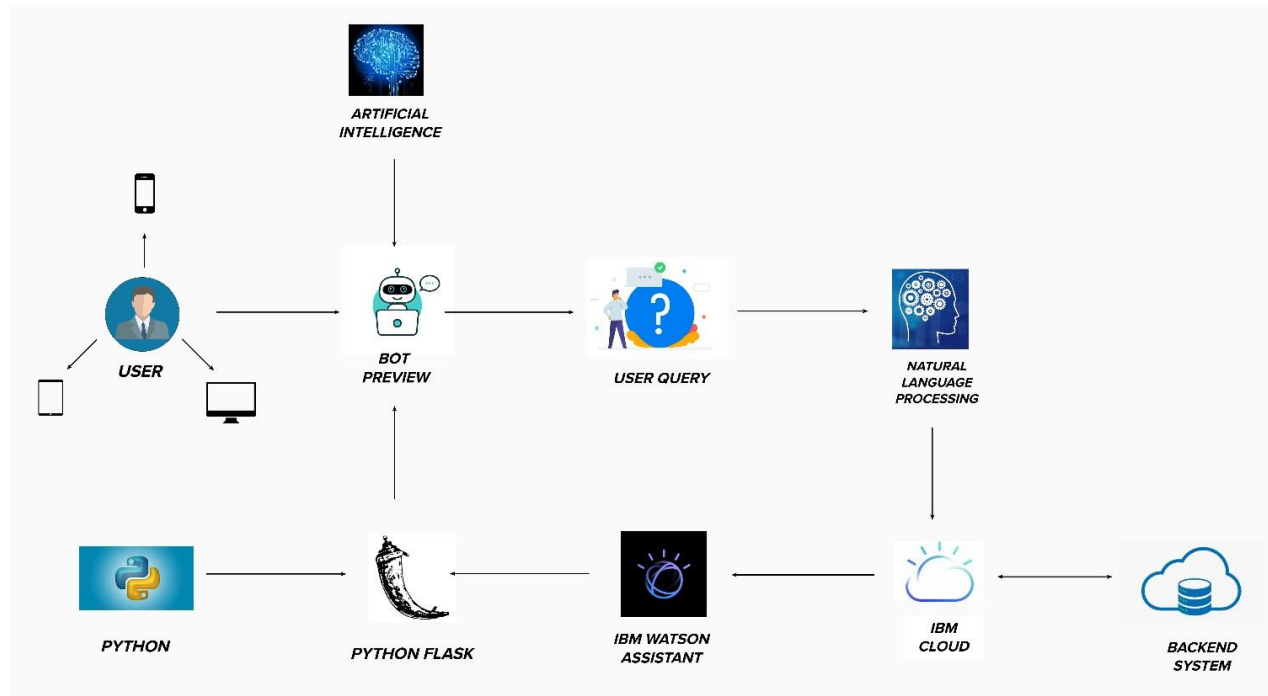 ARTIFICIAL
INTELLIGENCE
USER
BOT
PREVIEW
USER QUERY
NATURAL
LANGUAGE
PROCESSING
PYTHON
PYTHON FLASK
IBM WATSON
ASSISTANT
IBM
CLOUD
BACKEND
SYSTEM